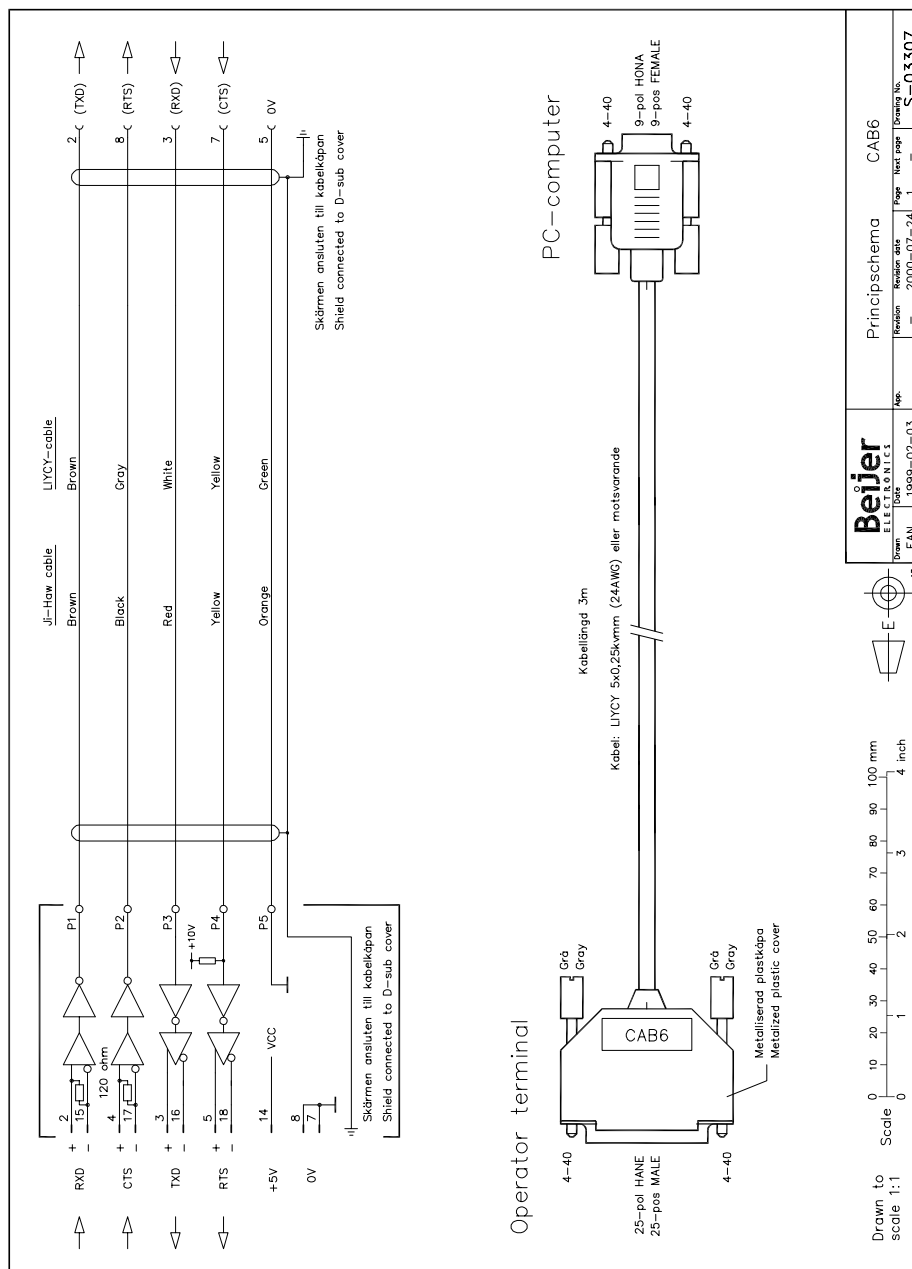 RXD
CTS
TXD
RTS
+5V
0V
+ 2
- 15
+ 4
- 17
+ 3
- 16
+ 5
- 18
14
8
7
120 ohm
VCC
+10V
P1
P2
P3
P4
P5
Skärmen ansluten till kabelkåpan
Shield connected to D-sub cover
Ji-Haw cable
Brown
Black
Red
Yellow
Orange
LIYCY-cable
Brown
Gray
White
Yellow
Green
2 (TXD)
8 (RTS)
3 (RXD)
7 (CTS)
5 0V
Skärmen ansluten till kabelkåpan
Shield connected to D-sub cover
Operator terminal
PC-computer
4-40
25-pol HANE
25-pos MALE
4-40
CAB6
Grå
Gray
Grå
Gray
Metalliserad plastkåpa
Metalized plastic cover
Kabellängd 3m
Kabel: LIYCY 5x0,25kvmm (24AWG) eller motsvarande
4-40
9-pol HONA
9-pos FEMALE
4-40
Drawn to
scale 1:1
Scale
0 10 20 30 40 50 60 70 80 90 100 mm
0 1 2 3 4 inch
E
Beijer
ELECTRONICS
Principschema
CAB6
Drawn
Date
App.
Revision
Revision date
Page
Next page
Drawing No.
FAN
1999-02-03
-
2000-07-24
1
-
S-03307